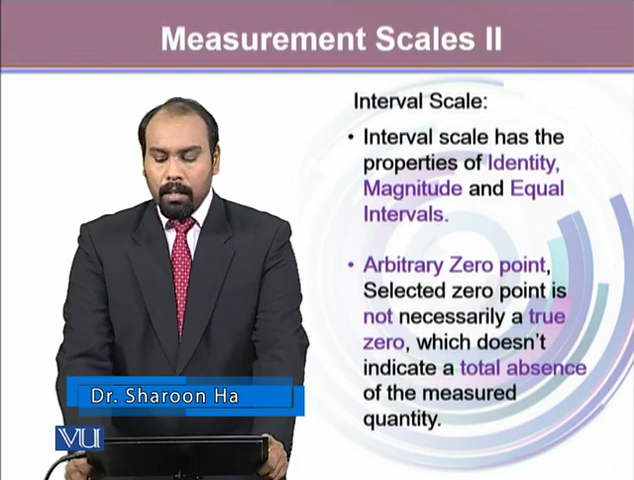 Measurement Scales II
Interval Scale:
• Interval scale has the
properties of Identity,
Magnitude and Equal
Intervals.
• Arbitrary Zero point,
Selected zero point is
not necessarily a true
zero, which doesn't
indicate a total absence
of the measured
quantity.
Dr. Sharoon Ha
VU